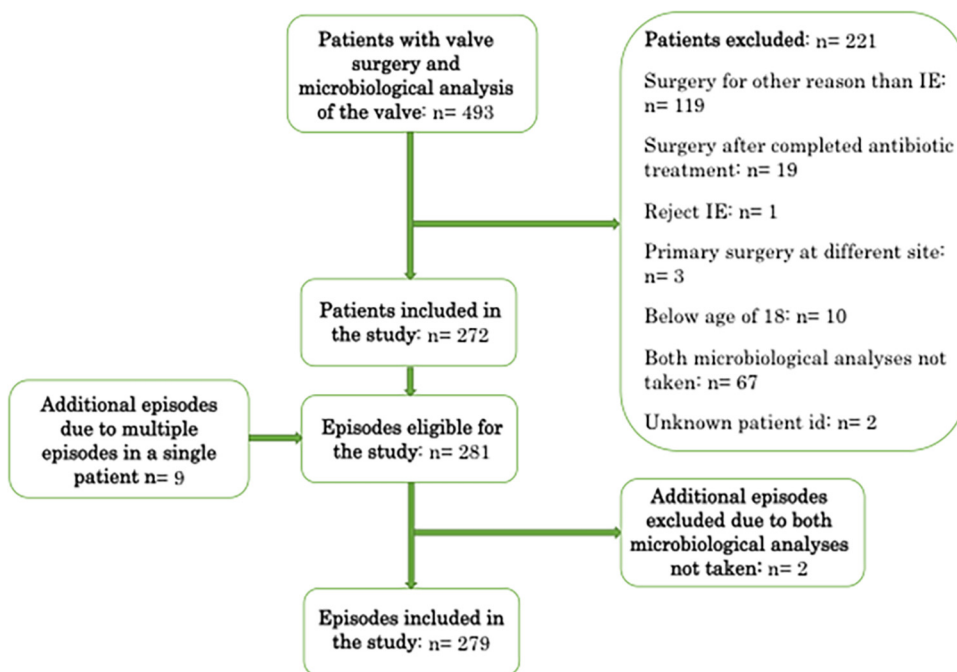 Patients with valve
surgery and
microbiological analysis
of the valve: n= 493
Patients excluded: n= 221
Surgery for other reason than IE:
n= 119
Surgery after completed antibiotic
treatment: n= 19
Reject IE: n= 1
Primary surgery at different site:
n= 3
Below age of 18: n= 10
Both microbiological analyses not
taken: n= 67
Unknown patient id: n= 2
Patients included in
the study: n= 272
Additional episodes
due to multiple
episodes in a single
patient n= 9
Episodes eligible for
the study: n= 281
Additional episodes
excluded due to both
microbiological analyses
not taken: n= 2
Episodes included in
the study: n= 279